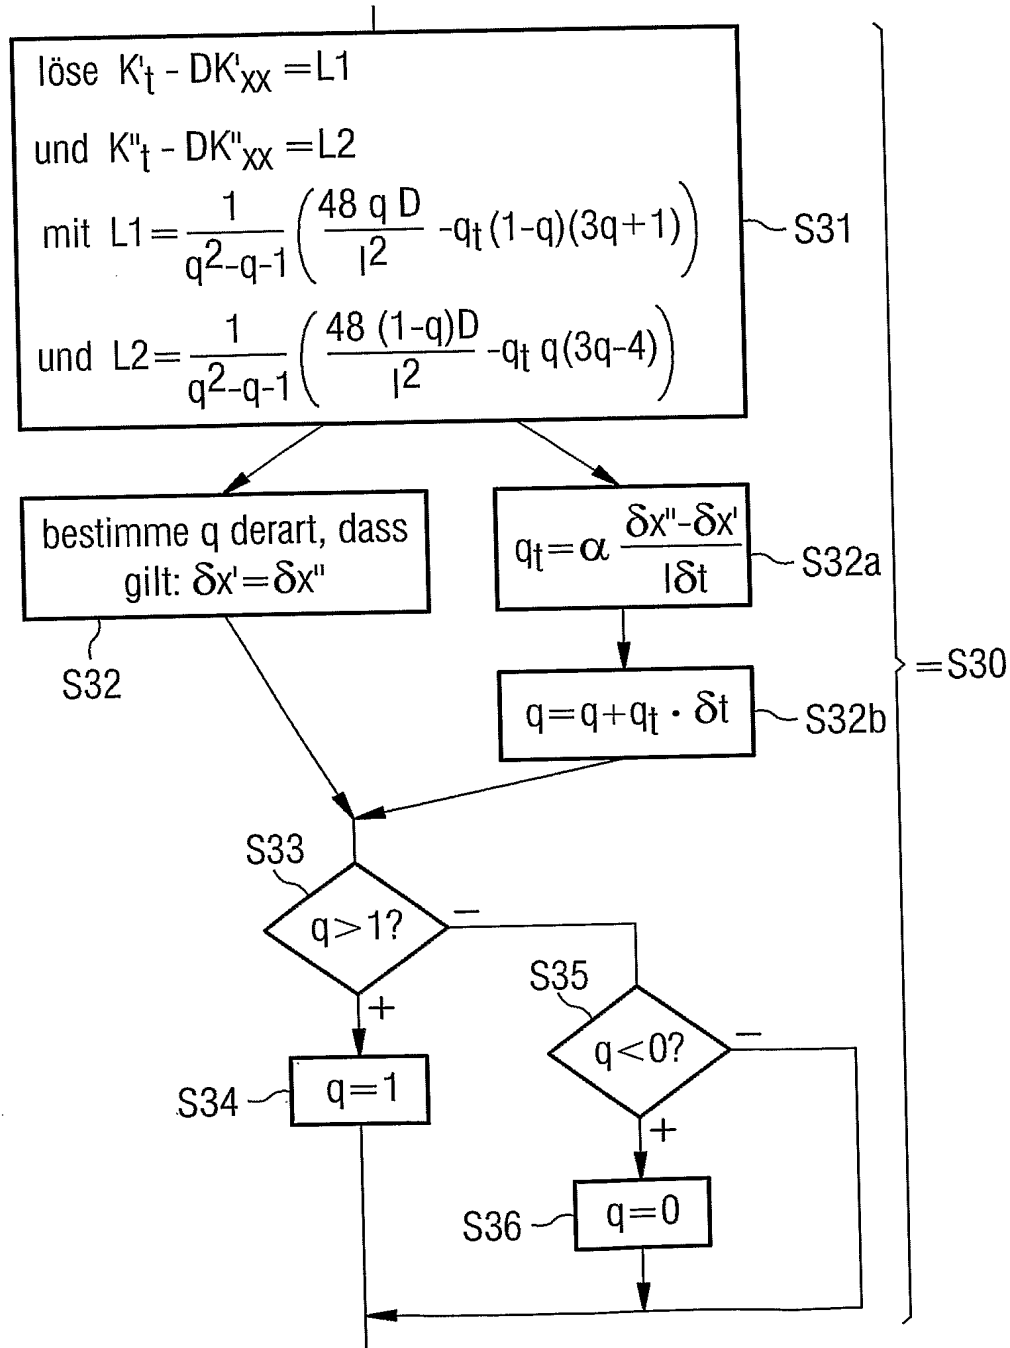 löse K't - DK'xx = L1
und K''t - DK''xx = L2
mit L1 = 1/(q²-q-1) ( 48 q D / l² - qt (1-q)(3q+1) )
S31
und L2 = 1/(q²-q-1) ( 48 (1-q)D / l² - qt q(3q-4) )
bestimme q derart, dass
gilt: δx' = δx''
S32
qt = α (δx''-δx') / lδt
S32a
q = q+qt · δt
S32b
= S30
S33
q > 1?
−
+
S34
q = 1
S35
q < 0?
−
+
S36
q = 0